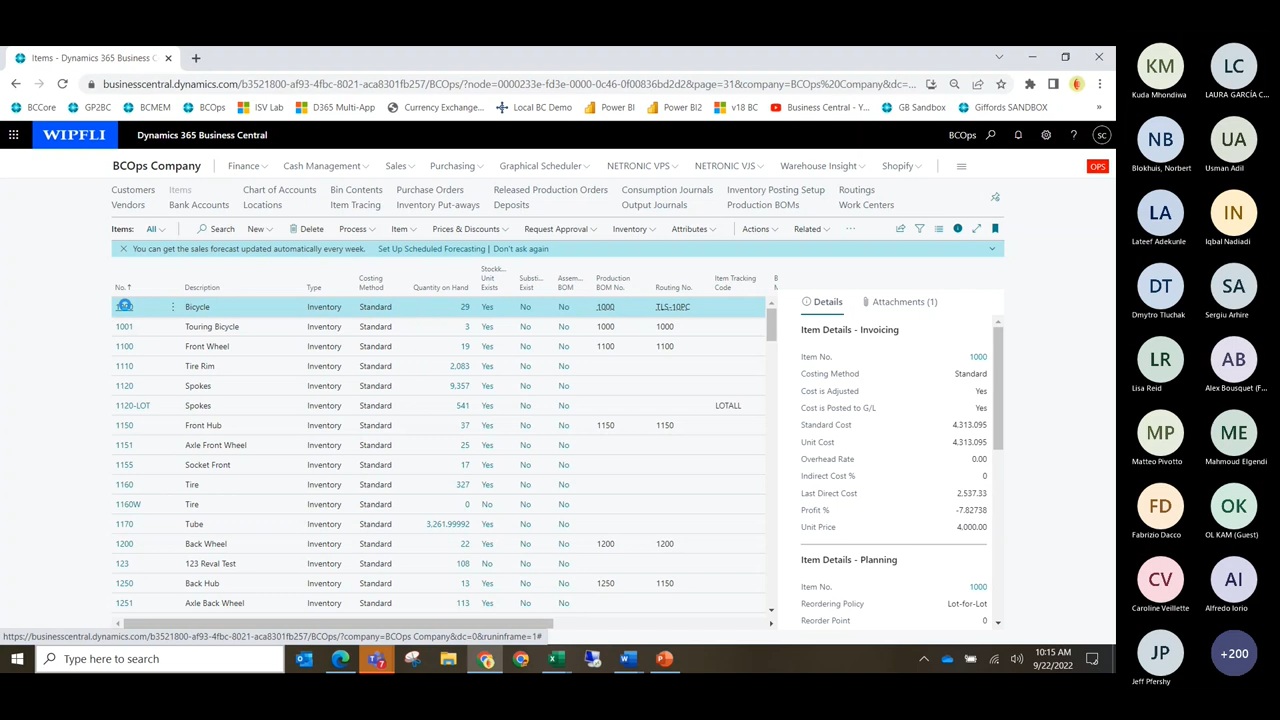 Items - Dynamics 365 Business C
businesscentral.dynamics.com/b3521800-af93-4fbc-8021-aca8301fb257/BCOps/?node=0000233e-fd3e-0000-0c46-0f00836bd2d2&page=31&company=BCOps%20Company&dc=...
BCCore GP2BC BCMEM BCOps ISV Lab D365 Multi-App Currency Exchange... Local BC Demo Power BI Power BI2 v18 BC Business Central - Y... GB Sandbox Giffords SANDBOX »
WIPFLI Dynamics 365 Business Central BCOps ? SC
BCOps Company Finance Cash Management Sales Purchasing Graphical Scheduler NETRONIC VPS NETRONIC VJS Warehouse Insight Shopify OPS
Customers Items Chart of Accounts Bin Contents Purchase Orders Released Production Orders Consumption Journals Inventory Posting Setup Routings
Vendors Bank Accounts Locations Item Tracing Inventory Put-aways Deposits Output Journals Production BOMs Work Centers
Items: All Search New Delete Process Item Prices & Discounts Request Approval Inventory Attributes Actions Related ...
You can get the sales forecast updated automatically every week. Set Up Scheduled Forecasting | Don't ask again
No.↑ Description Type Costing Method Quantity on Hand Stockk... Unit Exists Substi... Exist Assem... BOM Production BOM No. Routing No. Item Tracking Code
Bicycle Inventory Standard 29 Yes No No 1000 TLS-10PC
1001 Touring Bicycle Inventory Standard 3 Yes No No 1000 1000
1100 Front Wheel Inventory Standard 19 Yes No No 1100 1100
1110 Tire Rim Inventory Standard 2,083 Yes No No
1120 Spokes Inventory Standard 9,357 Yes No No
1120-LOT Spokes Inventory Standard 541 Yes No No LOTALL
1150 Front Hub Inventory Standard 37 Yes No No 1150 1150
1151 Axle Front Wheel Inventory Standard 25 Yes No No
1155 Socket Front Inventory Standard 17 Yes No No
1160 Tire Inventory Standard 327 Yes No No
1160W Tire Inventory Standard 0 No No No
1170 Tube Inventory Standard 3,261.99992 Yes No No
1200 Back Wheel Inventory Standard 22 Yes No No 1200 1200
123 123 Reval Test Inventory Standard 108 No No No
1250 Back Hub Inventory Standard 13 Yes No No 1250 1150
1251 Axle Back Wheel Inventory Standard 113 Yes No No
Details Attachments (1)
Item Details - Invoicing
Item No. 1000
Costing Method Standard
Cost is Adjusted Yes
Cost is Posted to G/L Yes
Standard Cost 4,313.095
Unit Cost 4,313.095
Overhead Rate 0.00
Indirect Cost % 0
Last Direct Cost 2,537.33
Profit % -7.82738
Unit Price 4,000.00
Item Details - Planning
Item No. 1000
Reordering Policy Lot-for-Lot
Reorder Point 0
https://businesscentral.dynamics.com/b3521800-af93-4fbc-8021-aca8301fb257/BCOps/?company=BCOps Company&dc=0&runinframe=1#
Type here to search
10:15 AM
9/22/2022
KM LC
Kuda Mhondiwa LAURA GARCÍA C...
NB UA
Blokhuis, Norbert Usman Adil
LA IN
Lateef Adekunle Iqbal Nadiadi
DT SA
Dmytro Tluchak Sergiu Arhire
LR AB
Lisa Reid Alex Bousquet (F...
MP ME
Matteo Pivotto Mahmoud Elgendi
FD OK
Fabrizio Dacco OL KAM (Guest)
CV AI
Caroline Veillette Alfredo Iorio
JP +200
Jeff Pfershy